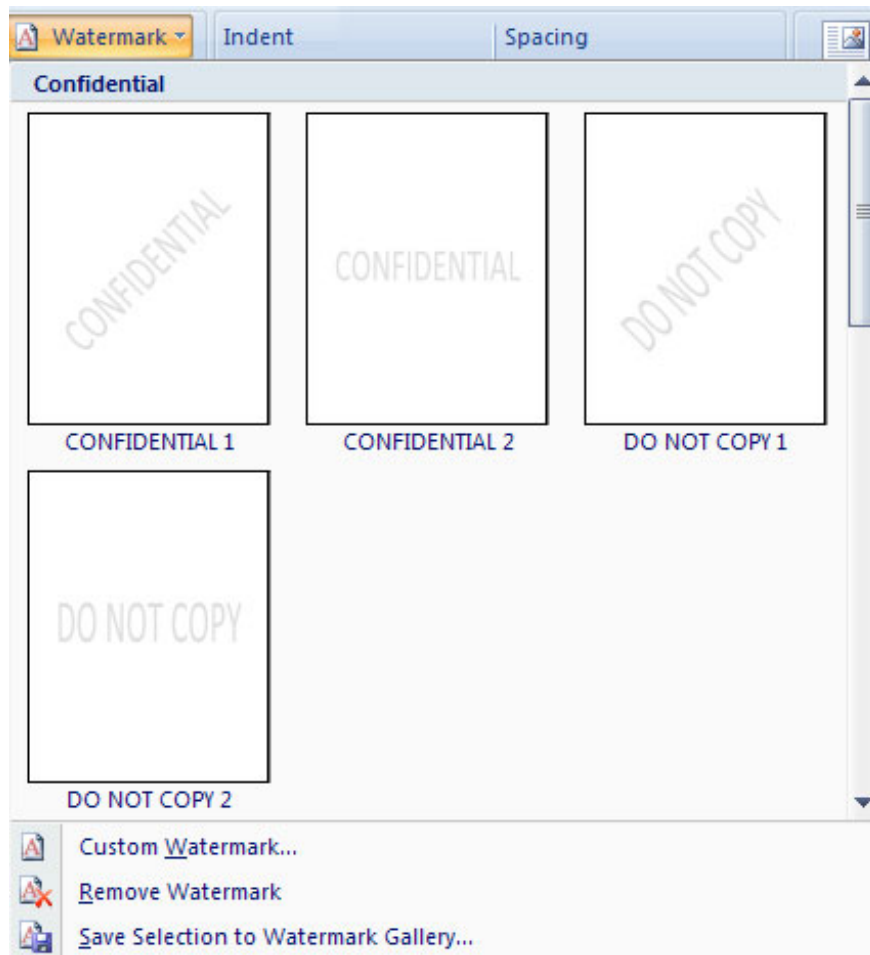 Watermark Indent Spacing
Confidential
CONFIDENTIAL CONFIDENTIAL DO NOT COPY
CONFIDENTIAL 1 CONFIDENTIAL 2 DO NOT COPY 1
DO NOT COPY
DO NOT COPY 2
Custom Watermark...
Remove Watermark
Save Selection to Watermark Gallery...